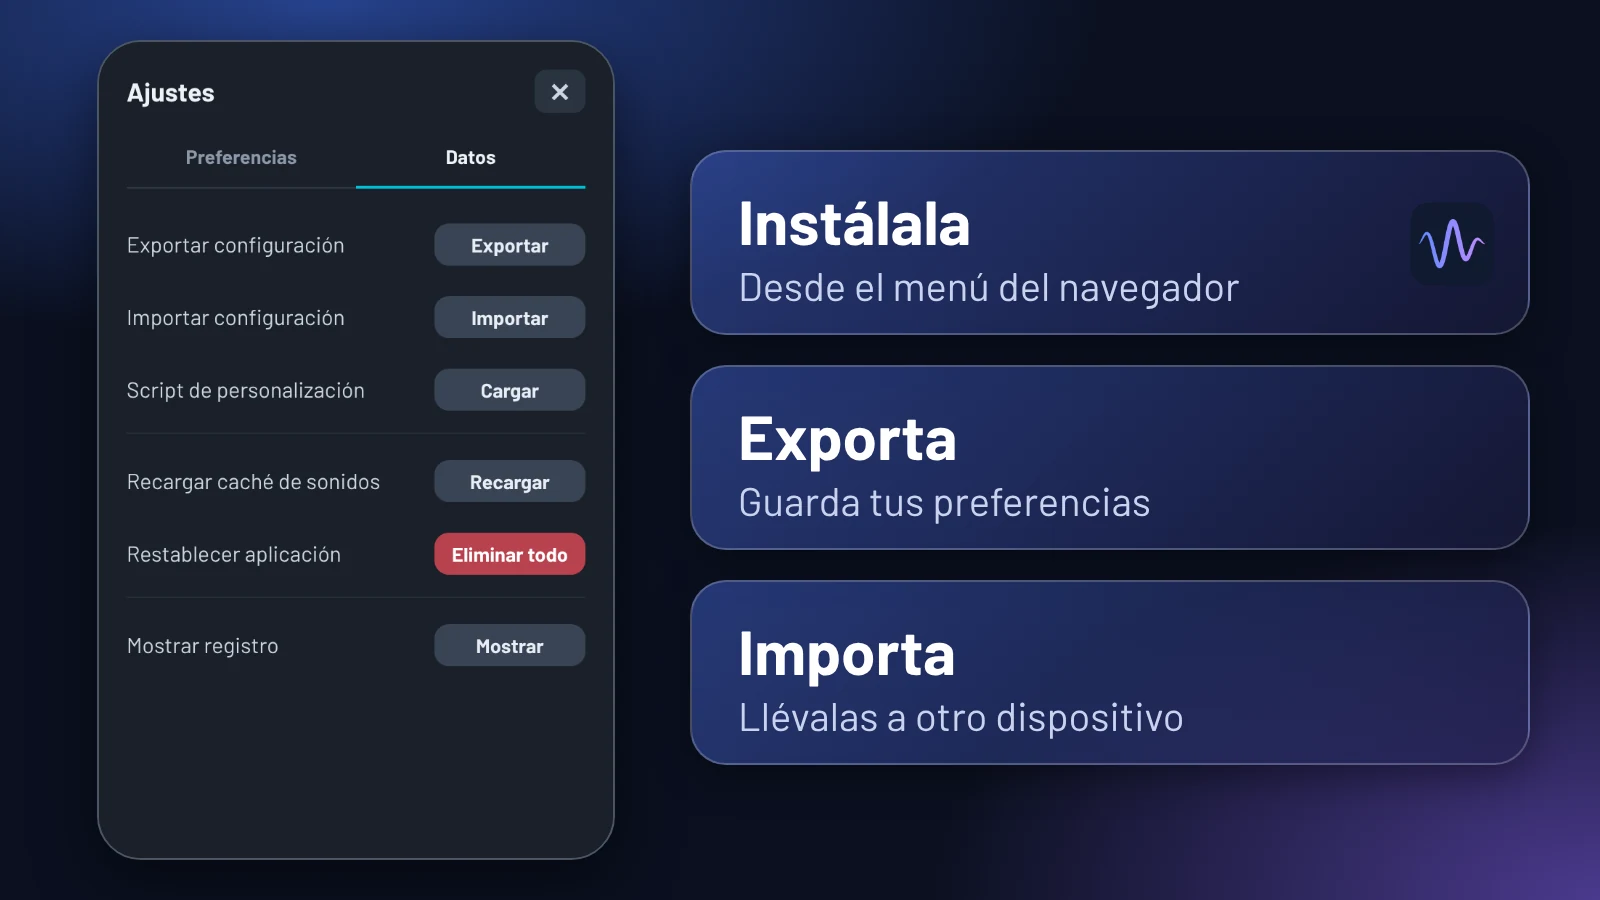 Ajustes
Preferencias
Datos
Exportar configuración
Exportar
Importar configuración
Importar
Script de personalización
Cargar
Recargar caché de sonidos
Recargar
Restablecer aplicación
Eliminar todo
Mostrar registro
Mostrar
Instálala
Desde el menú del navegador
Exporta
Guarda tus preferencias
Importa
Llévalas a otro dispositivo